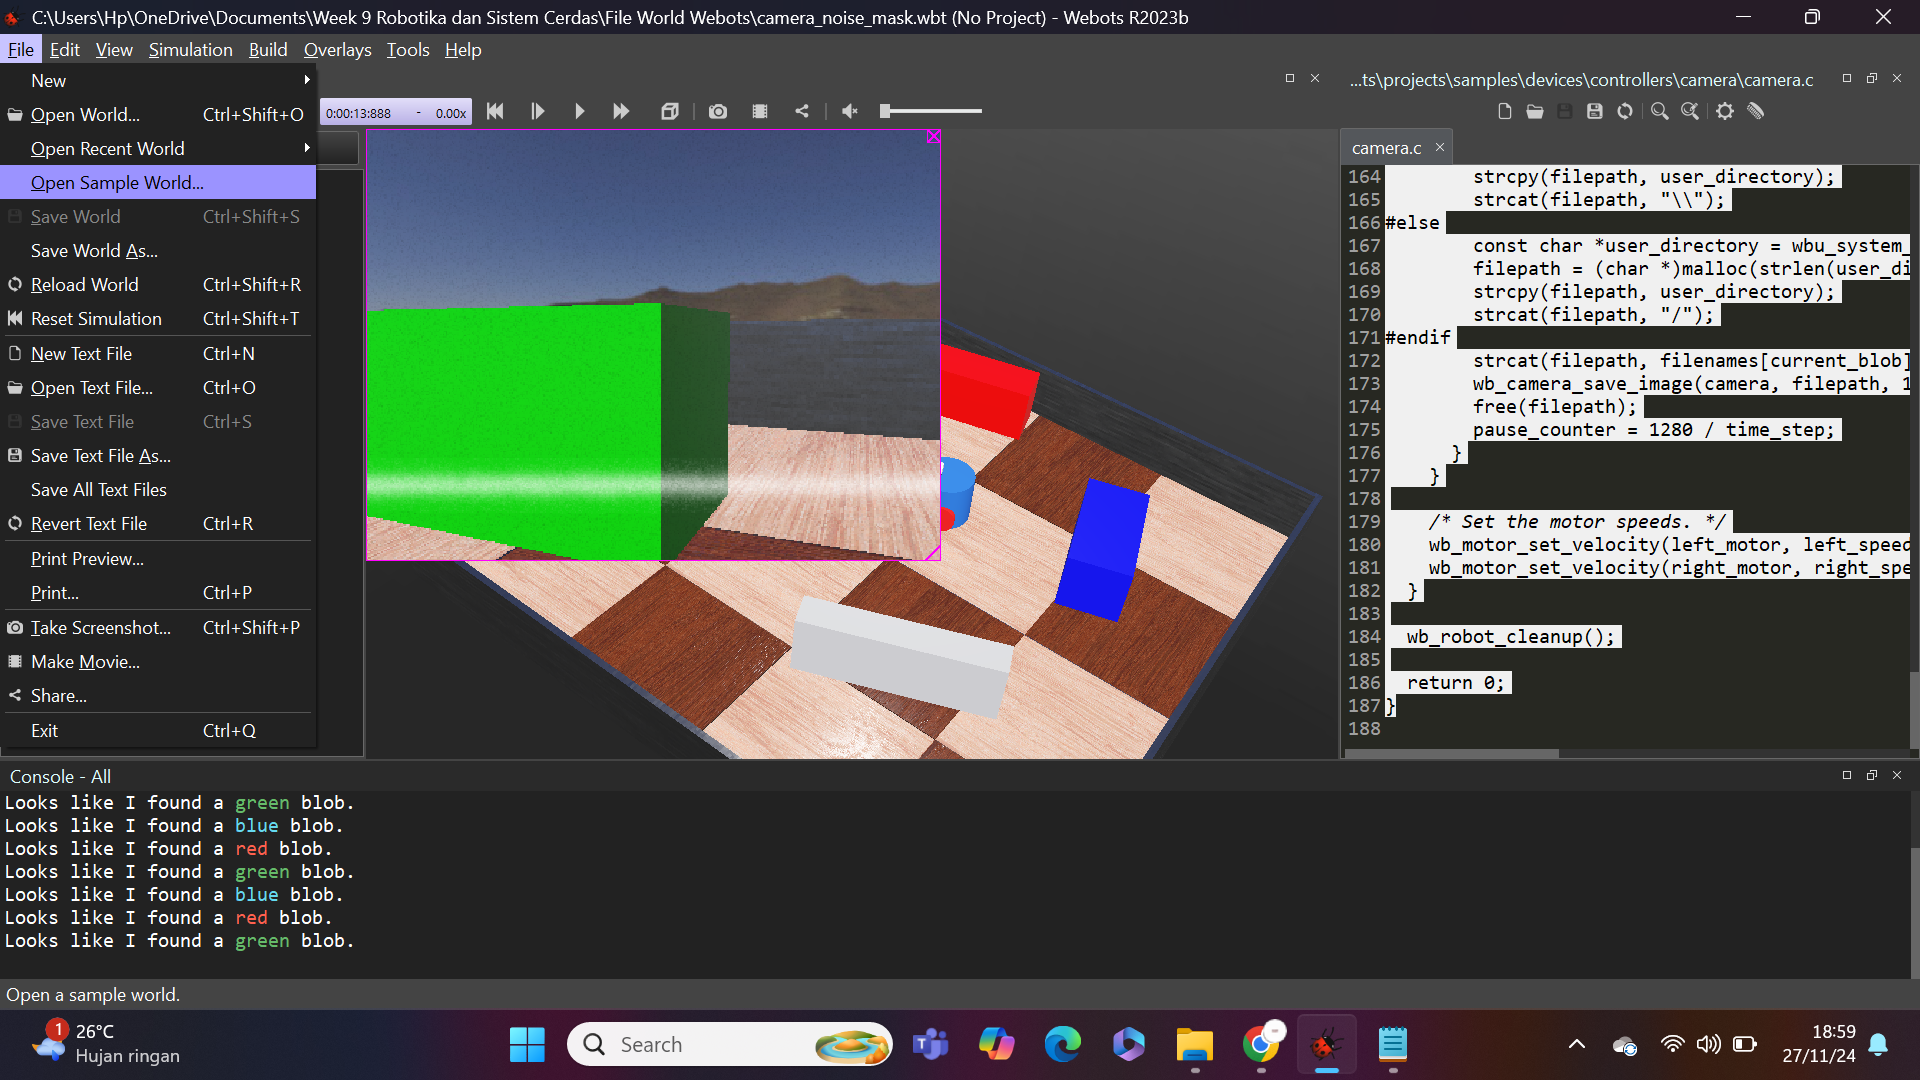 C:\Users\Hp\OneDrive\Documents\Week 9 Robotika dan Sistem Cerdas\File World Webots\camera_noise_mask.wbt (No Project) - Webots R2023b
File Edit View Simulation Build Overlays Tools Help
New
Open World... Ctrl+Shift+O
Open Recent World
Open Sample World...
Save World Ctrl+Shift+S
Save World As...
Reload World Ctrl+Shift+R
Reset Simulation Ctrl+Shift+T
New Text File Ctrl+N
Open Text File... Ctrl+O
Save Text File Ctrl+S
Save Text File As...
Save All Text Files
Revert Text File Ctrl+R
Print Preview...
Print... Ctrl+P
Take Screenshot... Ctrl+Shift+P
Make Movie...
Share...
Exit Ctrl+Q
0:00:13:888 - 0.00x
...ts\projects\samples\devices\controllers\camera\camera.c
camera.c
164 strcpy(filepath, user_directory);
165 strcat(filepath, "\\");
166 #else
167 const char *user_directory = wbu_system_
168 filepath = (char *)malloc(strlen(user_di
169 strcpy(filepath, user_directory);
170 strcat(filepath, "/");
171 #endif
172 strcat(filepath, filenames[current_blob]
173 wb_camera_save_image(camera, filepath, 1
174 free(filepath);
175 pause_counter = 1280 / time_step;
176 }
177 }
178
179 /* Set the motor speeds. */
180 wb_motor_set_velocity(left_motor, left_speed
181 wb_motor_set_velocity(right_motor, right_spe
182 }
183
184 wb_robot_cleanup();
185
186 return 0;
187 }
188
Console - All
Looks like I found a green blob.
Looks like I found a blue blob.
Looks like I found a red blob.
Looks like I found a green blob.
Looks like I found a blue blob.
Looks like I found a red blob.
Looks like I found a green blob.
Open a sample world.
1
26°C
Hujan ringan
Search
18:59
27/11/24